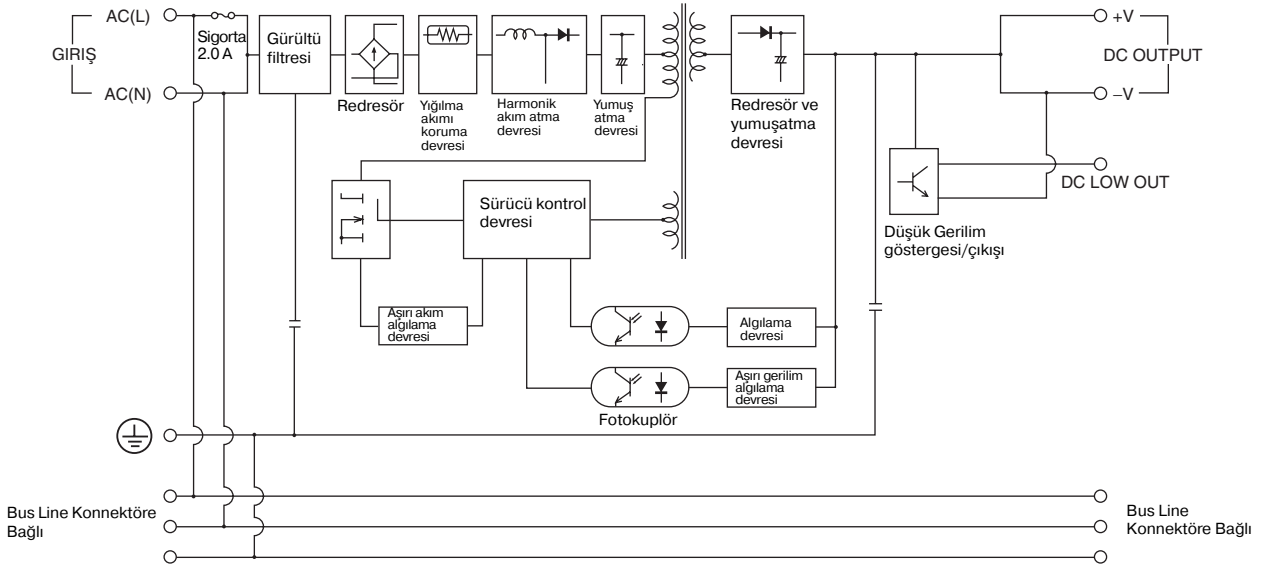 AC(L)
GIRIŞ
AC(N)
Sigorta
2.0 A
Gürültü
filtresi
Redresör
Yığılma
akımı
koruma
devresi
Harmonik
akım atma
devresi
Yumuş
atma
devresi
Redresör ve
yumuşatma
devresi
+V
DC OUTPUT
–V
DC LOW OUT
Düşük Gerilim
göstergesi/çıkışı
Sürücü kontrol
devresi
Aşırı akım
algılama
devresi
Algılama
devresi
Aşırı gerilim
algılama
devresi
Fotokuplör
Bus Line Konnektöre
Bağlı
Bus Line
Konnektöre Bağlı